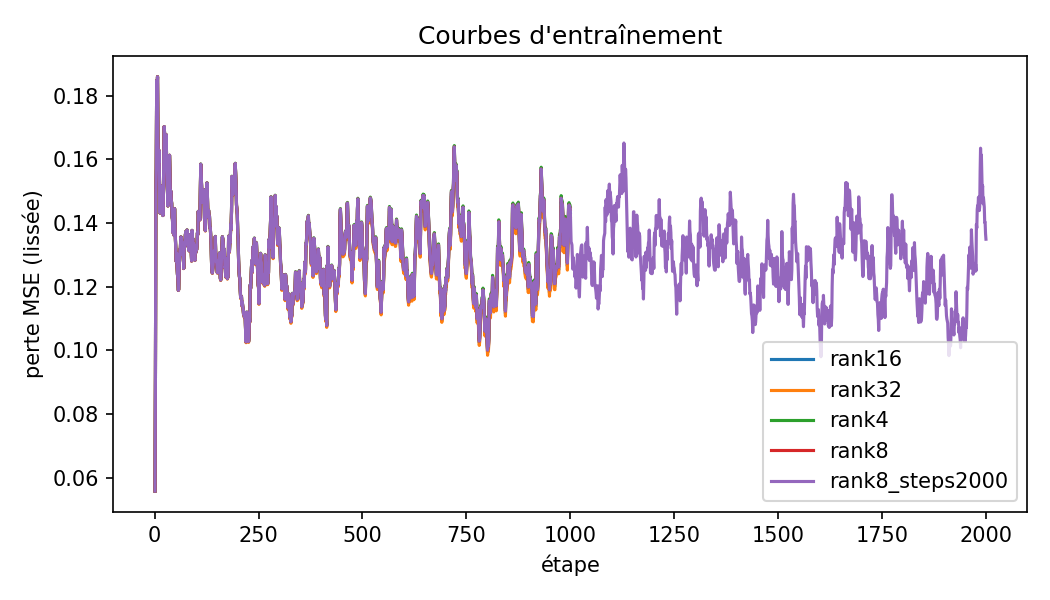 Courbes d'entraînement
perte MSE (lissée)
0.18
0.16
0.14
0.12
0.10
0.08
0.06
rank16
rank32
rank4
rank8
rank8_steps2000
0 250 500 750 1000 1250 1500 1750 2000
étape